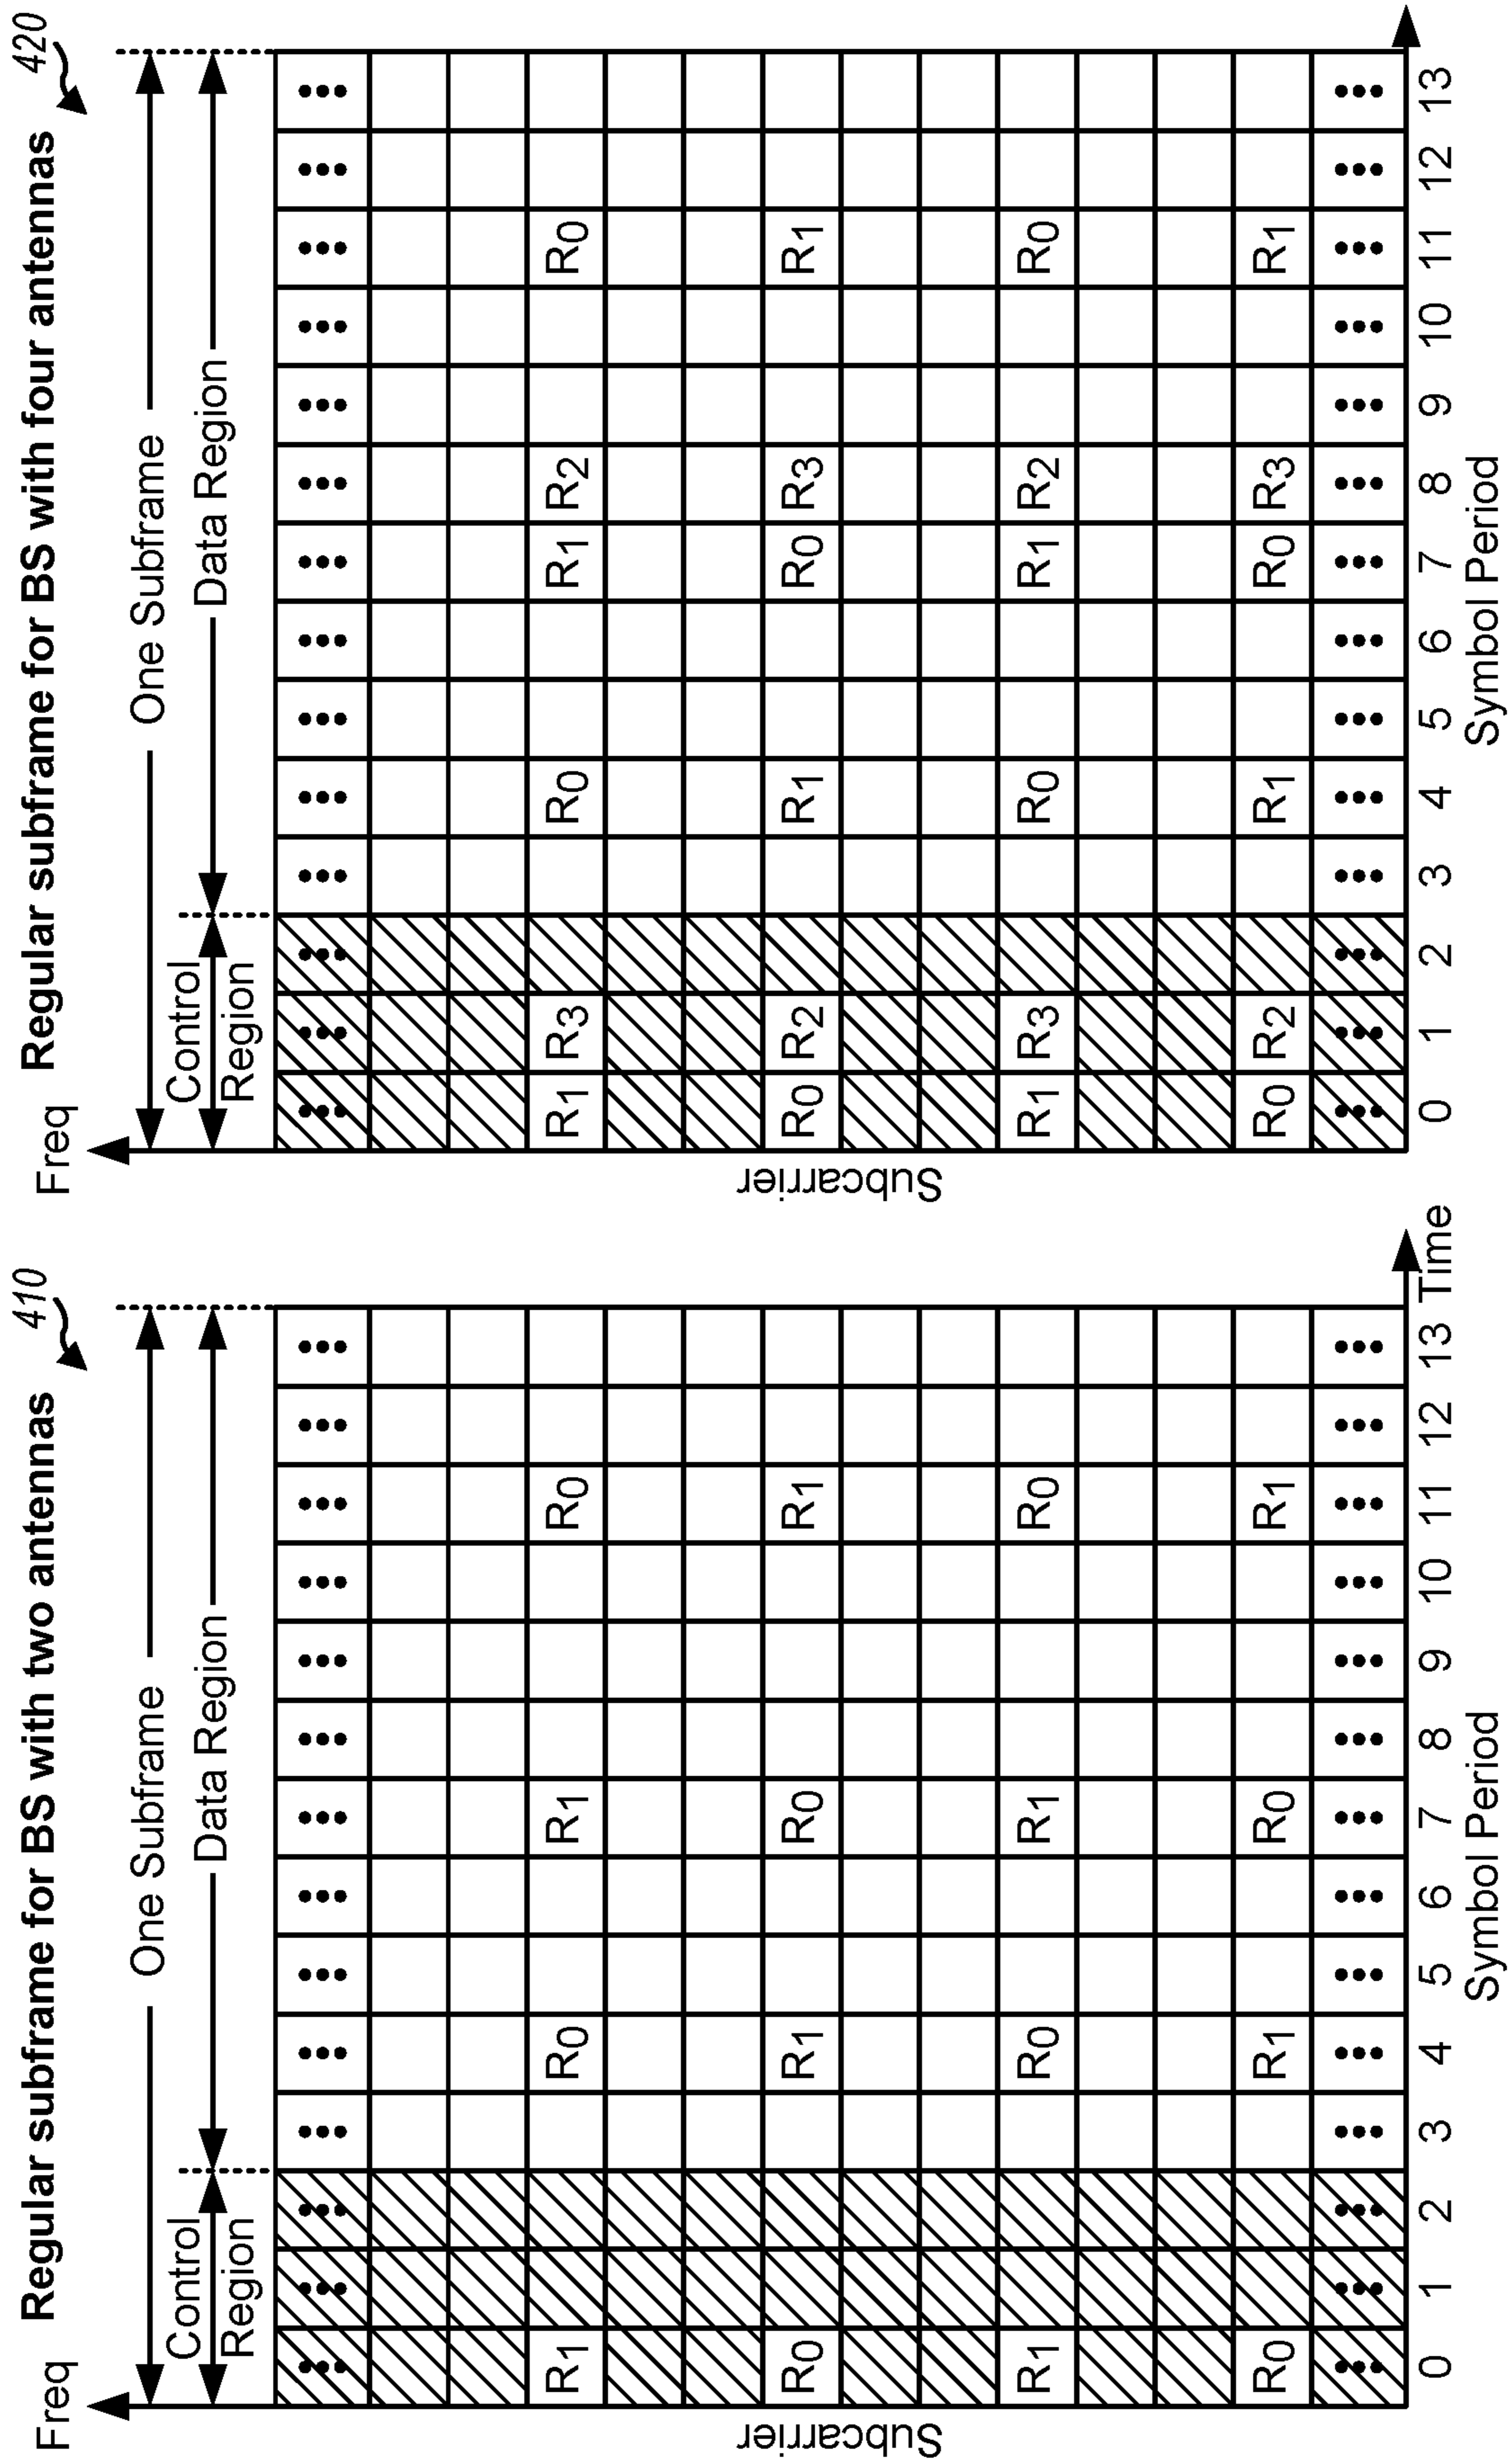 Regular subframe for BS with two antennas
410
Freq
One Subframe
Control
Region
Data Region
Subcarrier
R1 R0 R1 R0
R0 R1 R0 R1
R1 R0 R1 R0
R0 R1 R0 R1
0 1 2 3 4 5 6 7 8 9 10 11 12 13
Time
Symbol Period
Regular subframe for BS with four antennas
420
Freq
One Subframe
Control
Region
Data Region
Subcarrier
R1 R3 R0 R1 R2 R0
R0 R2 R1 R0 R3 R1
R1 R3 R0 R1 R2 R0
R0 R2 R1 R0 R3 R1
0 1 2 3 4 5 6 7 8 9 10 11 12 13
Symbol Period